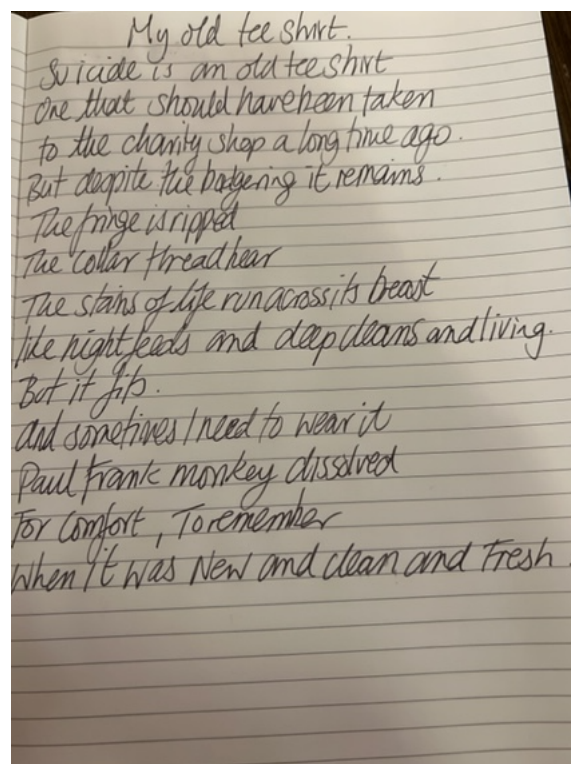 My old tee shirt.
Suicide is an old tee shirt
One that should have been taken
to the charity shop a long time ago.
But despite the badgering it remains.
The fringe is ripped
The collar threadbear
The stains of life run across its breast
like night feeds and deep cleans and living.
But it fits.
and sometimes I need to wear it
Paul Frank monkey dissolved
For comfort, To remember
When it was New and clean and Fresh